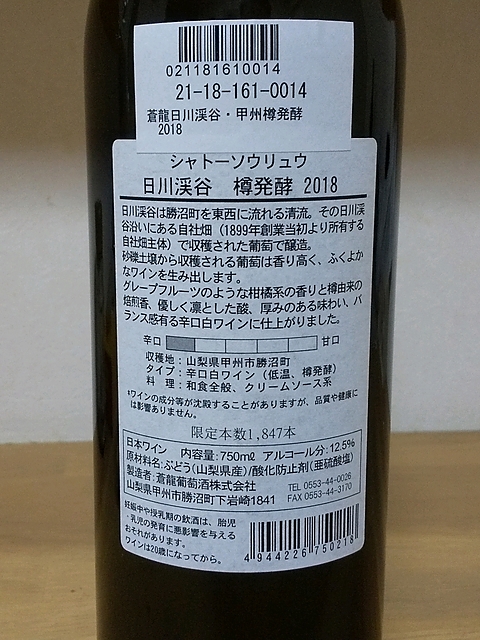 021181610014
21-18-161-0014
蒼龍日川渓谷・甲州樽発酵
2018
シャトーソウリュウ
日川渓谷 樽発酵 2018
日川渓谷は勝沼町を東西に流れる清流。その日川渓
谷沿いにある自社畑（1899年創業当初より所有する
自社畑主体）で収穫された葡萄で醸造。
砂礫土壌から収穫される葡萄は香り高く、ふくよか
なワインを生み出します。
グレープフルーツのような柑橘系の香りと樽由来の
焙煎香、優しく凛とした酸、厚みのある味わい、バ
ランス感有る辛口白ワインに仕上がりました。
辛口 甘口
収穫地：山梨県甲州市勝沼町
タイプ：辛口白ワイン（低温、樽発酵）
料 理：和食全般、クリームソース系
*ワインの成分等が沈殿することがありますが、品質や健康に
は影響ありません。
限定本数1,847本
日本ワイン 内容量:750mℓ アルコール分:12.5%
原材料名:ぶどう(山梨県産)/酸化防止剤(亜硫酸塩)
製造者:蒼龍葡萄酒株式会社 TEL 0553-44-0026
山梨県甲州市勝沼町下岩崎1841 FAX 0553-44-3170
妊娠中や授乳期の飲酒は、胎児
・乳児の発育に悪影響を与える
おそれがあります。
ワインは20歳になってから。
4 944226 750218